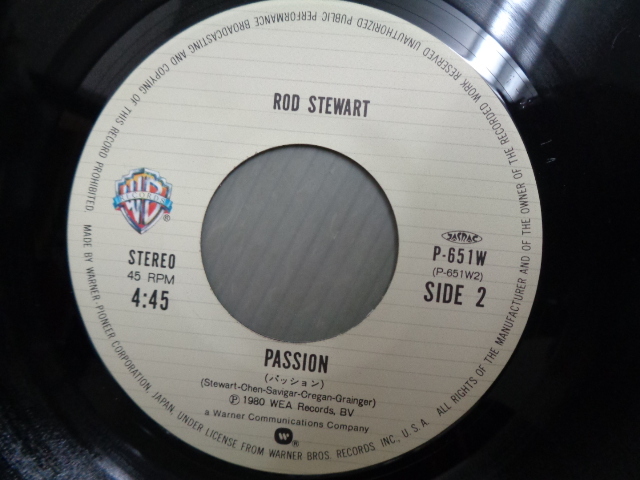 ROD STEWART
WB
RECORDS
®
STEREO
45 RPM
4:45
JASRAC
P-651W
(P-651W2)
SIDE 2
PASSION
(パッション)
(Stewart-Chen-Savigar-Cregan-Grainger)
Ⓟ 1980 WEA Records, BV
a Warner Communications Company
W®
MADE BY WARNER-PIONEER CORPORATION, JAPAN, UNDER LICENSE FROM WARNER BROS. RECORDS INC., U.S.A. ALL RIGHTS OF THE MANUFACTURER AND OF THE OWNER OF THE RECORDED WORK RESERVED UNAUTHORIZED PUBLIC PERFORMANCE BROADCASTING AND COPYING OF THIS RECORD PROHIBITED.